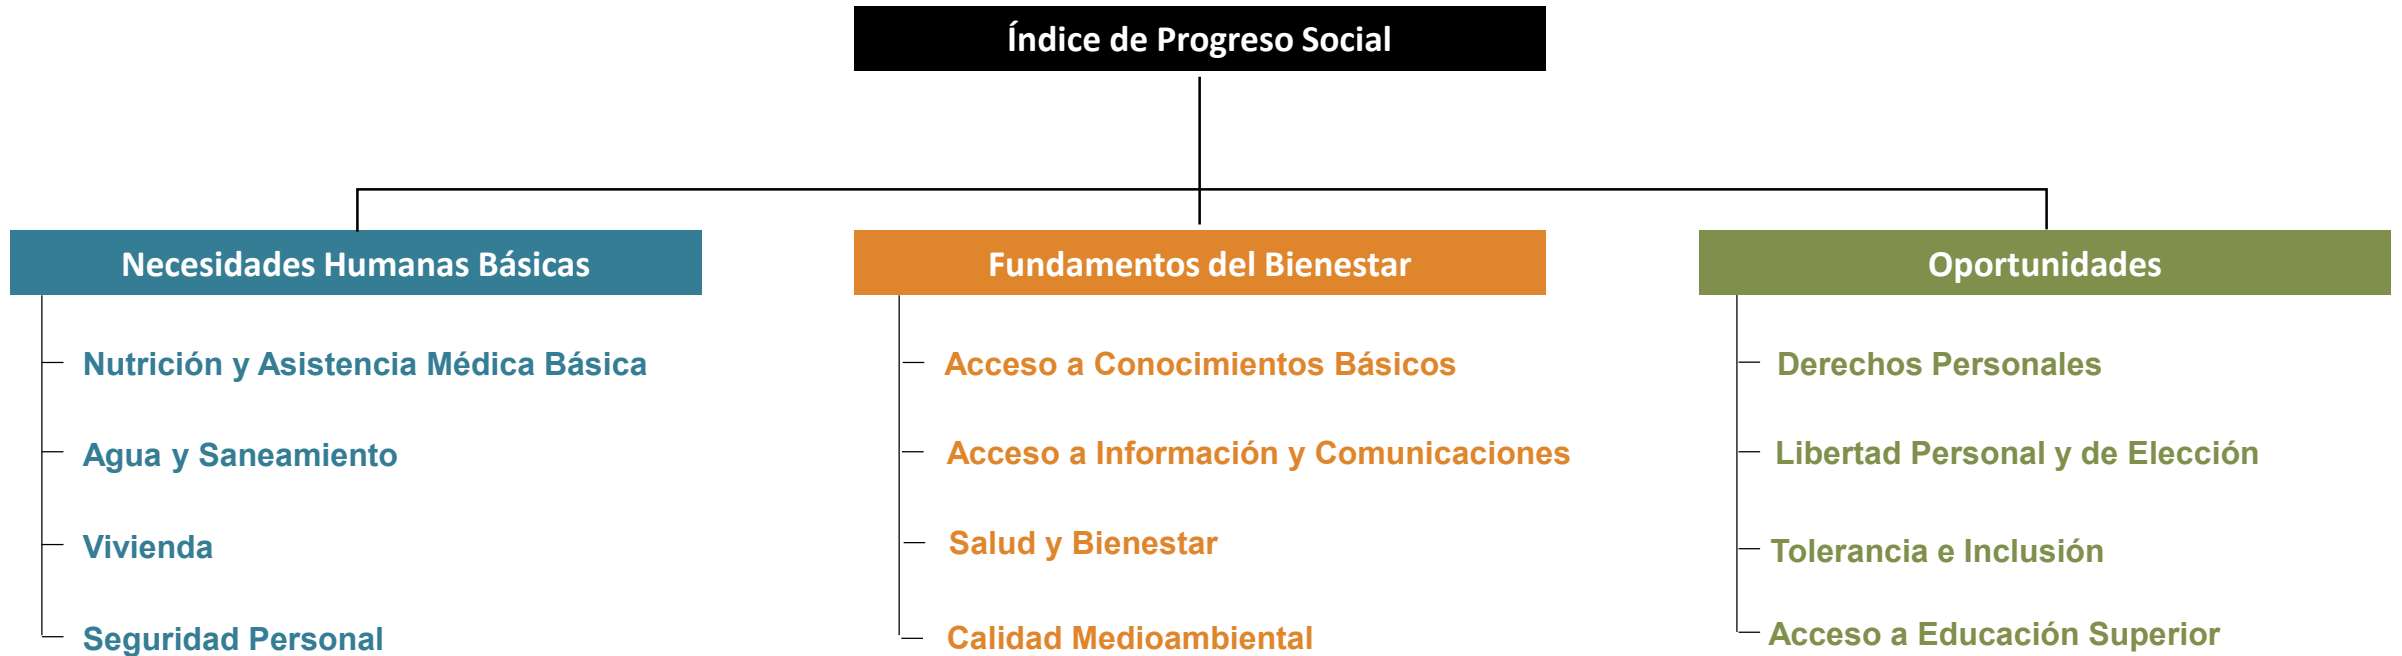 Índice de Progreso Social
Necesidades Humanas Básicas
Nutrición y Asistencia Médica Básica
Agua y Saneamiento
Vivienda
Seguridad Personal
Fundamentos del Bienestar
Acceso a Conocimientos Básicos
Acceso a Información y Comunicaciones
Salud y Bienestar
Calidad Medioambiental
Oportunidades
Derechos Personales
Libertad Personal y de Elección
Tolerancia e Inclusión
Acceso a Educación Superior